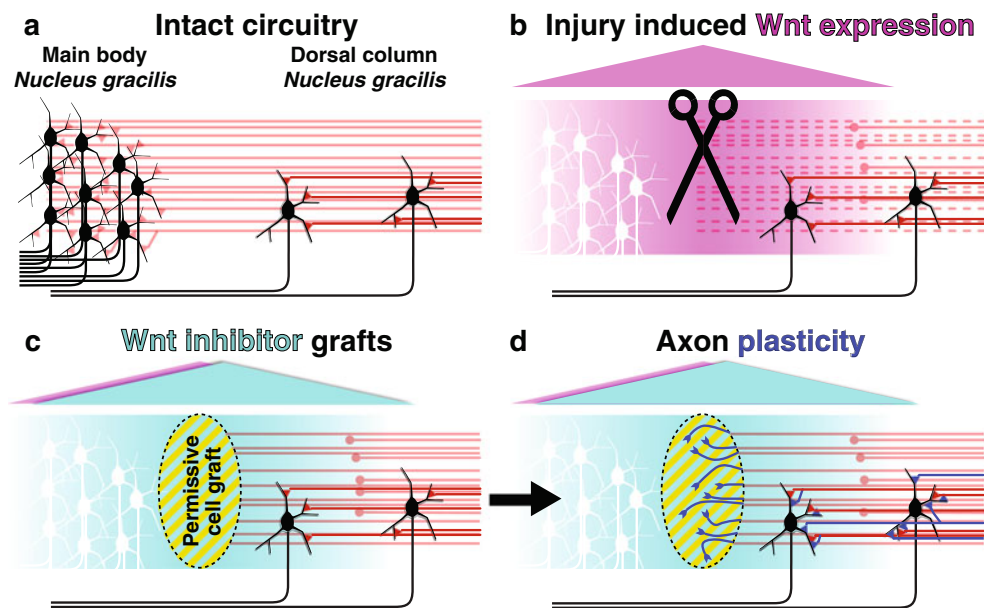 a Intact circuitry
Main body
Nucleus gracilis
Dorsal column
Nucleus gracilis
b Injury induced Wnt expression
c Wnt inhibitor grafts
Permissive
cell graft
d Axon plasticity